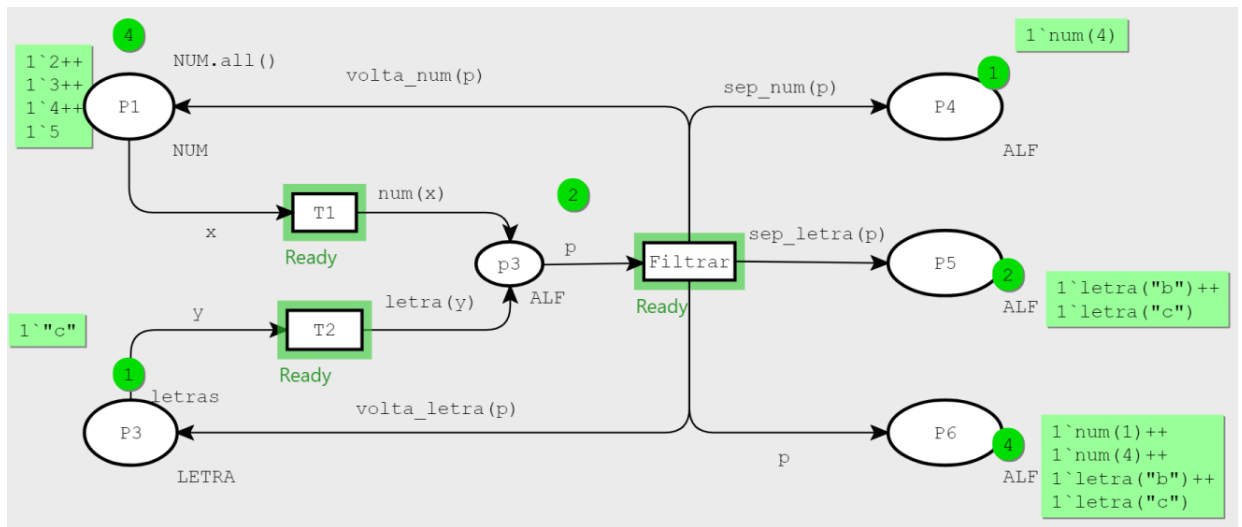 4
1`2++
1`3++
1`4++
1`5
NUM.all()
P1
NUM
volta_num(p)
sep_num(p)
1`num(4)
1
P4
ALF
x
T1
Ready
num(x)
2
p3
ALF
p
Filtrar
Ready
sep_letra(p)
P5
2
ALF
1`letra("b")++
1`letra("c")
1`"c"
y
T2
Ready
letra(y)
1
letras
P3
LETRA
volta_letra(p)
p
P6
4
ALF
1`num(1)++
1`num(4)++
1`letra("b")++
1`letra("c")